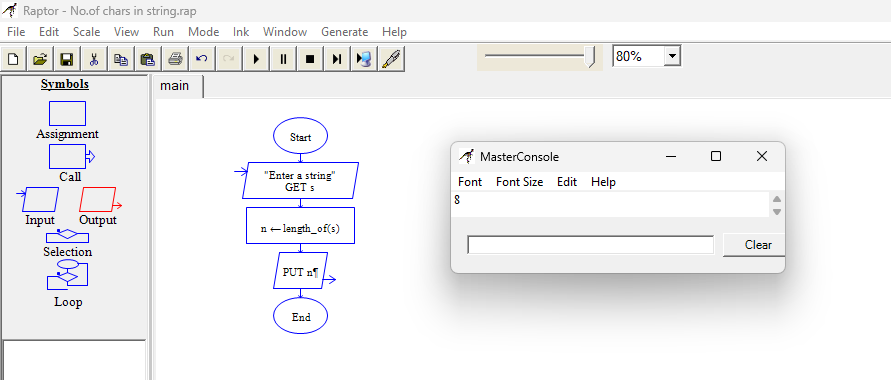 Raptor - No.of chars in string.rap
File Edit Scale View Run Mode Ink Window Generate Help
80%
Symbols
Assignment
Call
Input Output
Selection
Loop
main
Start
"Enter a string"
GET s
n ←length_of(s)
PUT n¶
End
MasterConsole
Font Font Size Edit Help
8
Clear